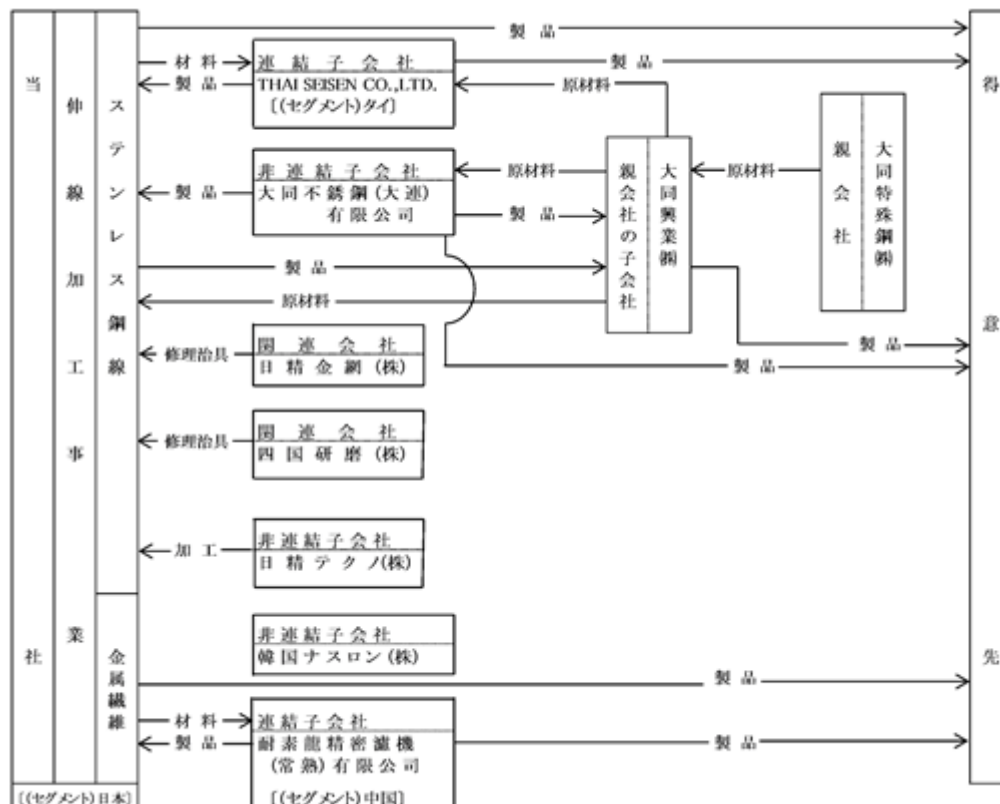 当社
伸線加工事業
ステンレス鋼線
金属繊維
〔(セグメント)日本〕
製品
材料
製品
連結子会社
THAI SEISEN CO.,LTD.
〔(セグメント)タイ〕
製品
原材料
製品
非連結子会社
大同不銹鋼(大連)
有限公司
原材料
製品
親会社の子会社
大同興業㈱
原材料
親会社
大同特殊鋼㈱
製品
原材料
製品
製品
修理治具
関連会社
日精金網(株)
修理治具
関連会社
四国研磨(株)
加工
非連結子会社
日精テクノ(株)
非連結子会社
韓国ナスロン(株)
製品
材料
製品
連結子会社
耐素龍精密濾機
(常熟)有限公司
〔(セグメント)中国〕
製品
得意先